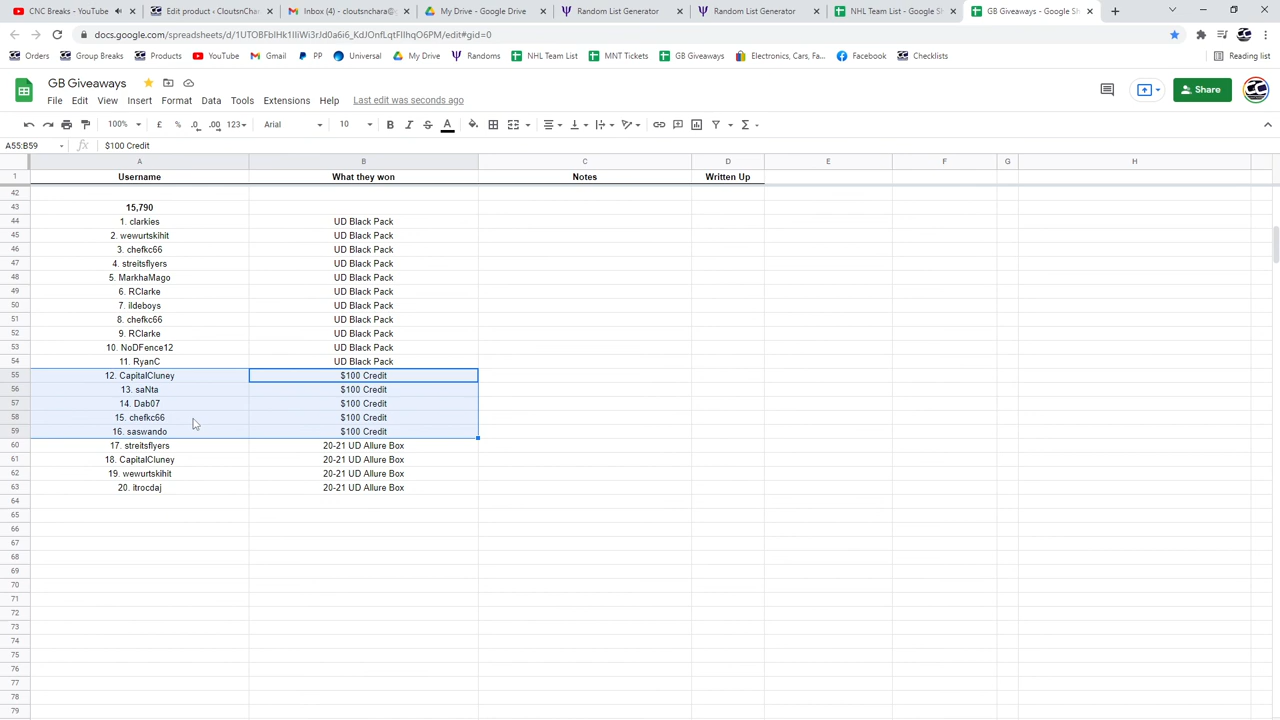 CNC Breaks - YouTube
Edit product < CloutsnChara
Inbox (4) - cloutsnchara@
My Drive - Google Drive
Random List Generator
Random List Generator
NHL Team List - Google Sh
GB Giveaways - Google Sh
Orders
Group Breaks
Products
YouTube
Gmail
PP
Universal
My Drive
Randoms
NHL Team List
MNT Tickets
GB Giveaways
Electronics, Cars, Fa...
Facebook
Checklists
Reading list
GB Giveaways
File Edit View Insert Format Data Tools Extensions Help Last edit was seconds ago
Share
100% £ % .0 .00 123 Arial 10 B I S A
A55:B59 fx $100 Credit
A B C D E F G H
1 Username What they won Notes Written Up
42
43 15,790
44 1. clarkies UD Black Pack
45 2. wewurtskihit UD Black Pack
46 3. chefkc66 UD Black Pack
47 4. streitsflyers UD Black Pack
48 5. MarkhaMago UD Black Pack
49 6. RClarke UD Black Pack
50 7. ildeboys UD Black Pack
51 8. chefkc66 UD Black Pack
52 9. RClarke UD Black Pack
53 10. NoDFence12 UD Black Pack
54 11. RyanC UD Black Pack
55 12. CapitalCluney $100 Credit
56 13. saNta $100 Credit
57 14. Dab07 $100 Credit
58 15. chefkc66 $100 Credit
59 16. saswando $100 Credit
60 17. streitsflyers 20-21 UD Allure Box
61 18. CapitalCluney 20-21 UD Allure Box
62 19. wewurtskihit 20-21 UD Allure Box
63 20. itrocdaj 20-21 UD Allure Box
64
65
66
67
68
69
70
71
72
73
74
75
76
77
78
79